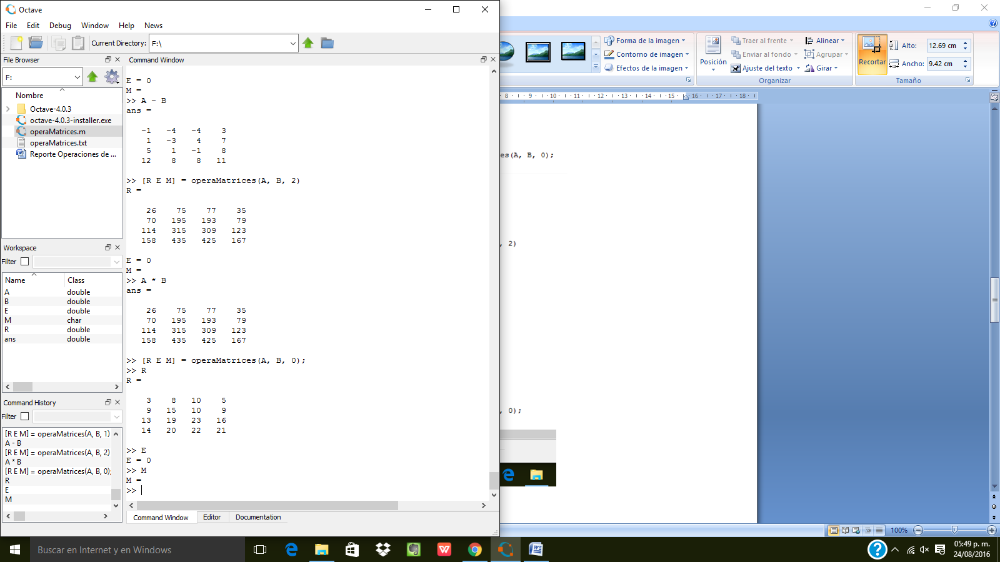 Octave
File Edit Debug Window Help News
Current Directory: F:\
File Browser
F:
Nombre
Octave-4.0.3
octave-4.0.3-installer.exe
operaMatrices.m
operaMatrices.txt
Reporte Operaciones de ...
Workspace
Filter
Name Class
A double
B double
E double
M char
R double
ans double
Command History
Filter
[R E M] = operaMatrices(A, B, 1)
A - B
[R E M] = operaMatrices(A, B, 2)
A * B
[R E M] = operaMatrices(A, B, 0);
R
E
M
Command Window
E = 0
M =
>> A - B
ans =
-1 -4 -4 3
1 -3 4 7
5 1 -1 8
12 8 8 11
>> [R E M] = operaMatrices(A, B, 2)
R =
26 75 77 35
70 195 193 79
114 315 309 123
158 435 425 167
E = 0
M =
>> A * B
ans =
26 75 77 35
70 195 193 79
114 315 309 123
158 435 425 167
>> [R E M] = operaMatrices(A, B, 0);
>> R
R =
3 8 10 5
9 15 10 9
13 19 23 16
14 20 22 21
>> E
E = 0
>> M
M =
>>
Command Window Editor Documentation
Forma de la imagen
Contorno de imagen
Efectos de la imagen
Posición
Traer al frente
Enviar al fondo
Ajuste del texto
Alinear
Agrupar
Girar
Organizar
Recortar
Alto: 12.69 cm
Ancho: 9.42 cm
Tamaño
8 9 10 11 12 13 14 15 16 17 18
es(A, B, 0);
, 2)
, 0);
100%
Buscar en Internet y en Windows
05:49 p. m.
24/08/2016